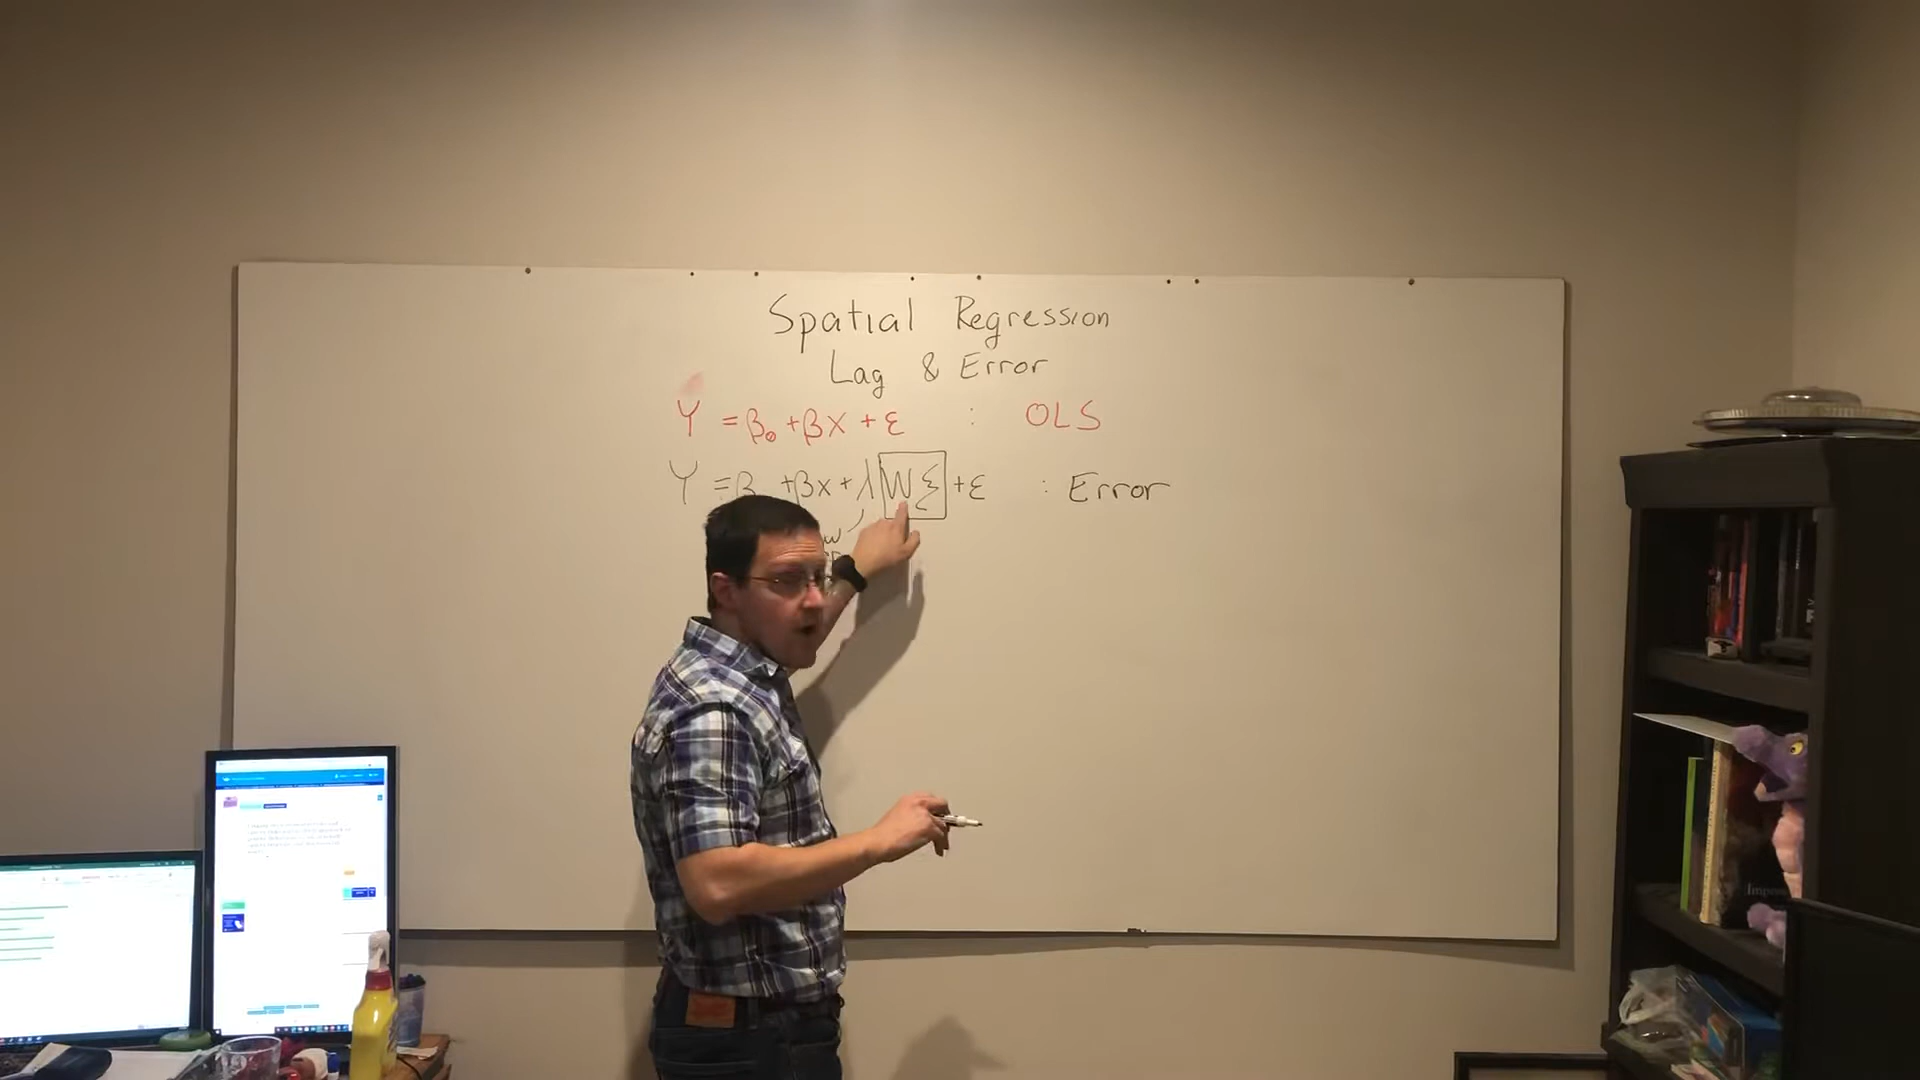 Spatial Regression
Lag & Error
Y = β₀ + βx + ε : OLS
Y = β + βx + λ Wξ + ε : Error
w